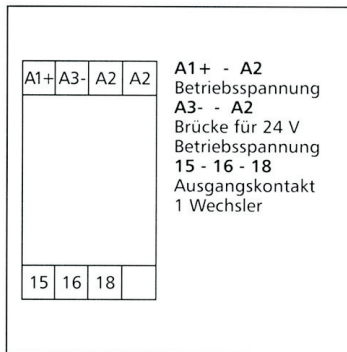 A1+ A3- A2 A2
A1+ - A2
Betriebsspannung
A3- - A2
Brücke für 24 V
Betriebsspannung
15 - 16 - 18
Ausgangskontakt
1 Wechsler
15 16 18